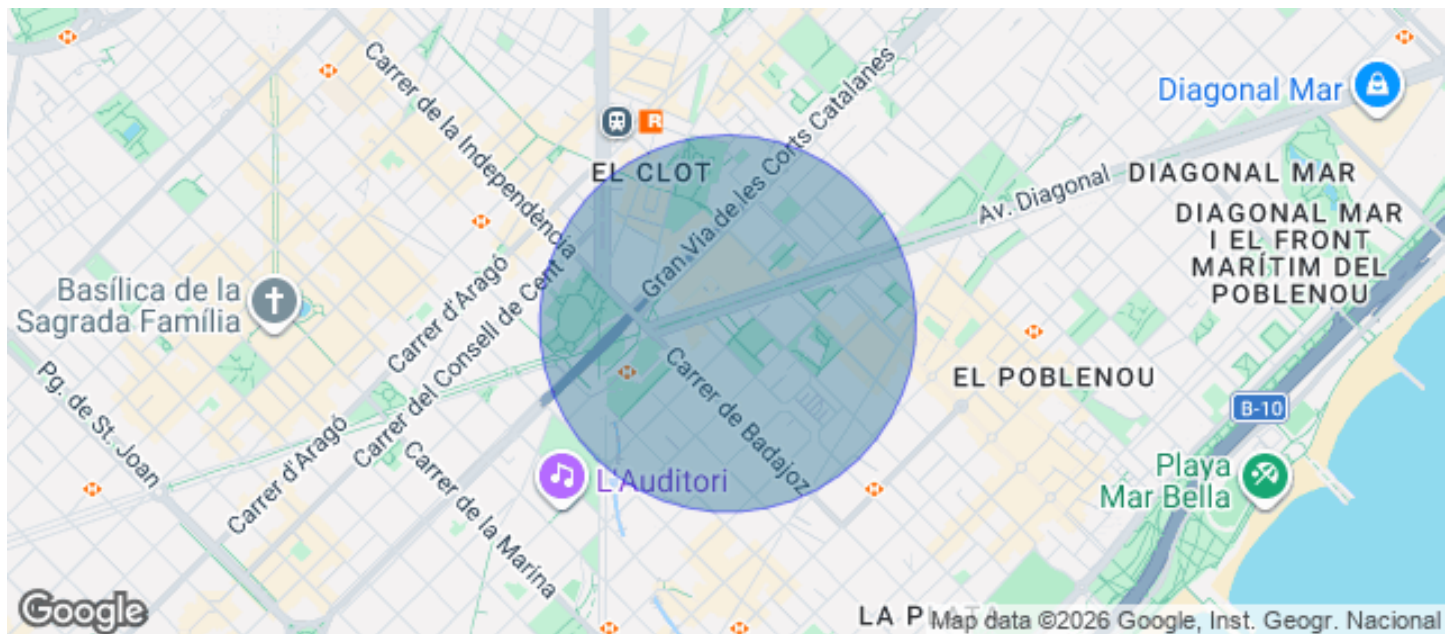 Carrer de la Independència
Gran Via de les Corts Catalanes
Diagonal Mar
R
EL CLOT
Av. Diagonal
DIAGONAL MAR
DIAGONAL MAR
I EL FRONT
MARÍTIM DEL
POBLENOU
Basílica de la
Sagrada Família
Carrer d'Aragó
Carrer del Consell de Cent
Pg. de St. Joan
Carrer de Badajoz
EL POBLENOU
B-10
Carrer d'Aragó
Carrer de la Marina
L'Auditori
Playa
Mar Bella
Google
LA PLATA
Map data ©2026 Google, Inst. Geogr. Nacional